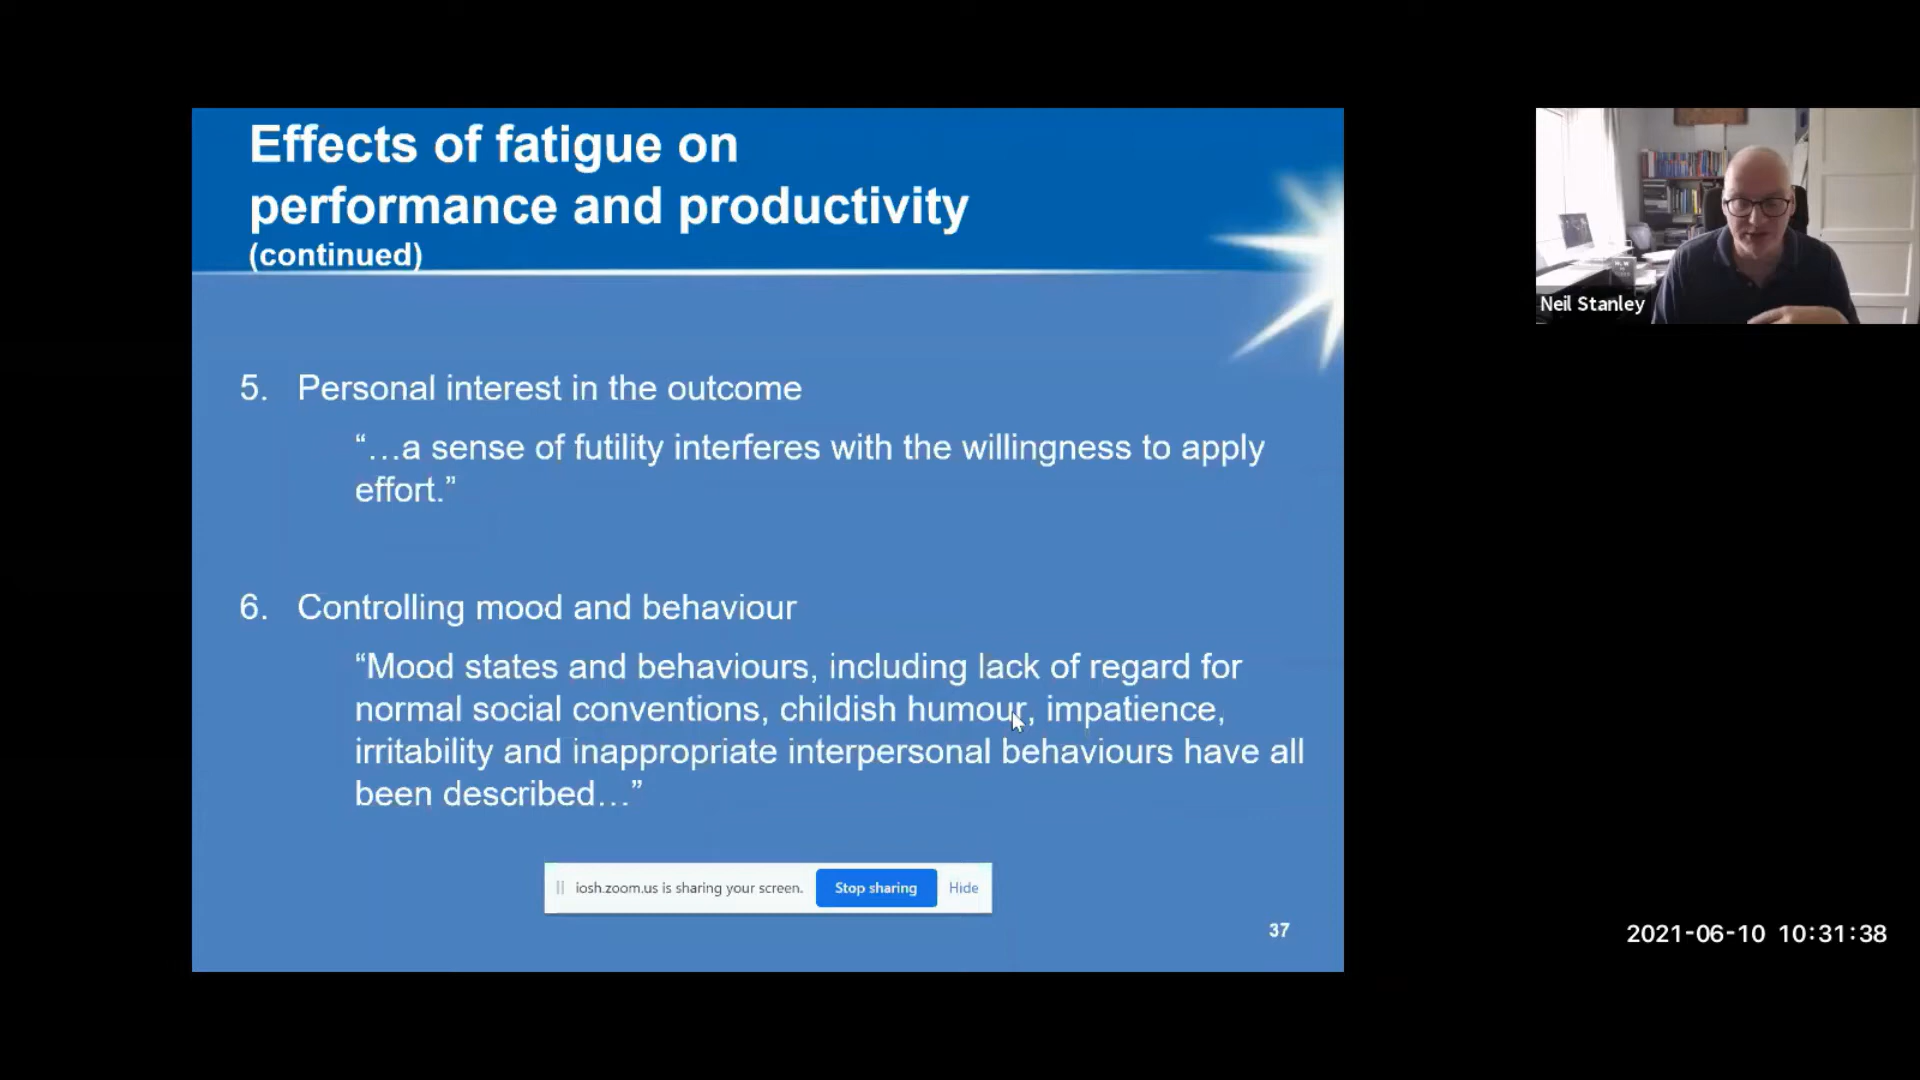 Effects of fatigue on
performance and productivity
(continued)
5. Personal interest in the outcome
“…a sense of futility interferes with the willingness to apply
effort.”
6. Controlling mood and behaviour
“Mood states and behaviours, including lack of regard for
normal social conventions, childish humour, impatience,
irritability and inappropriate interpersonal behaviours have all
been described…”
iosh.zoom.us is sharing your screen. Stop sharing Hide
37
Neil Stanley
2021-06-10 10:31:38